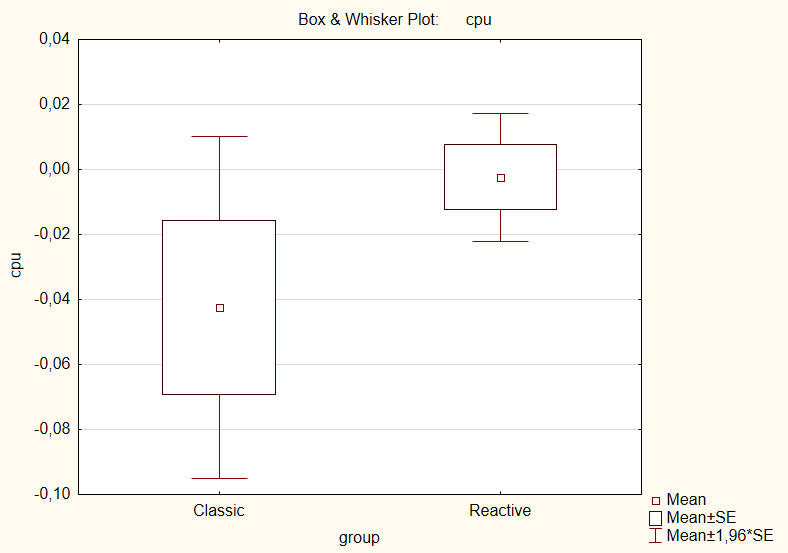 Box & Whisker Plot: cpu
0,04
0,02
0,00
-0,02
-0,04
-0,06
-0,08
-0,10
cpu
Classic
Reactive
group
Mean
Mean±SE
Mean±1,96*SE